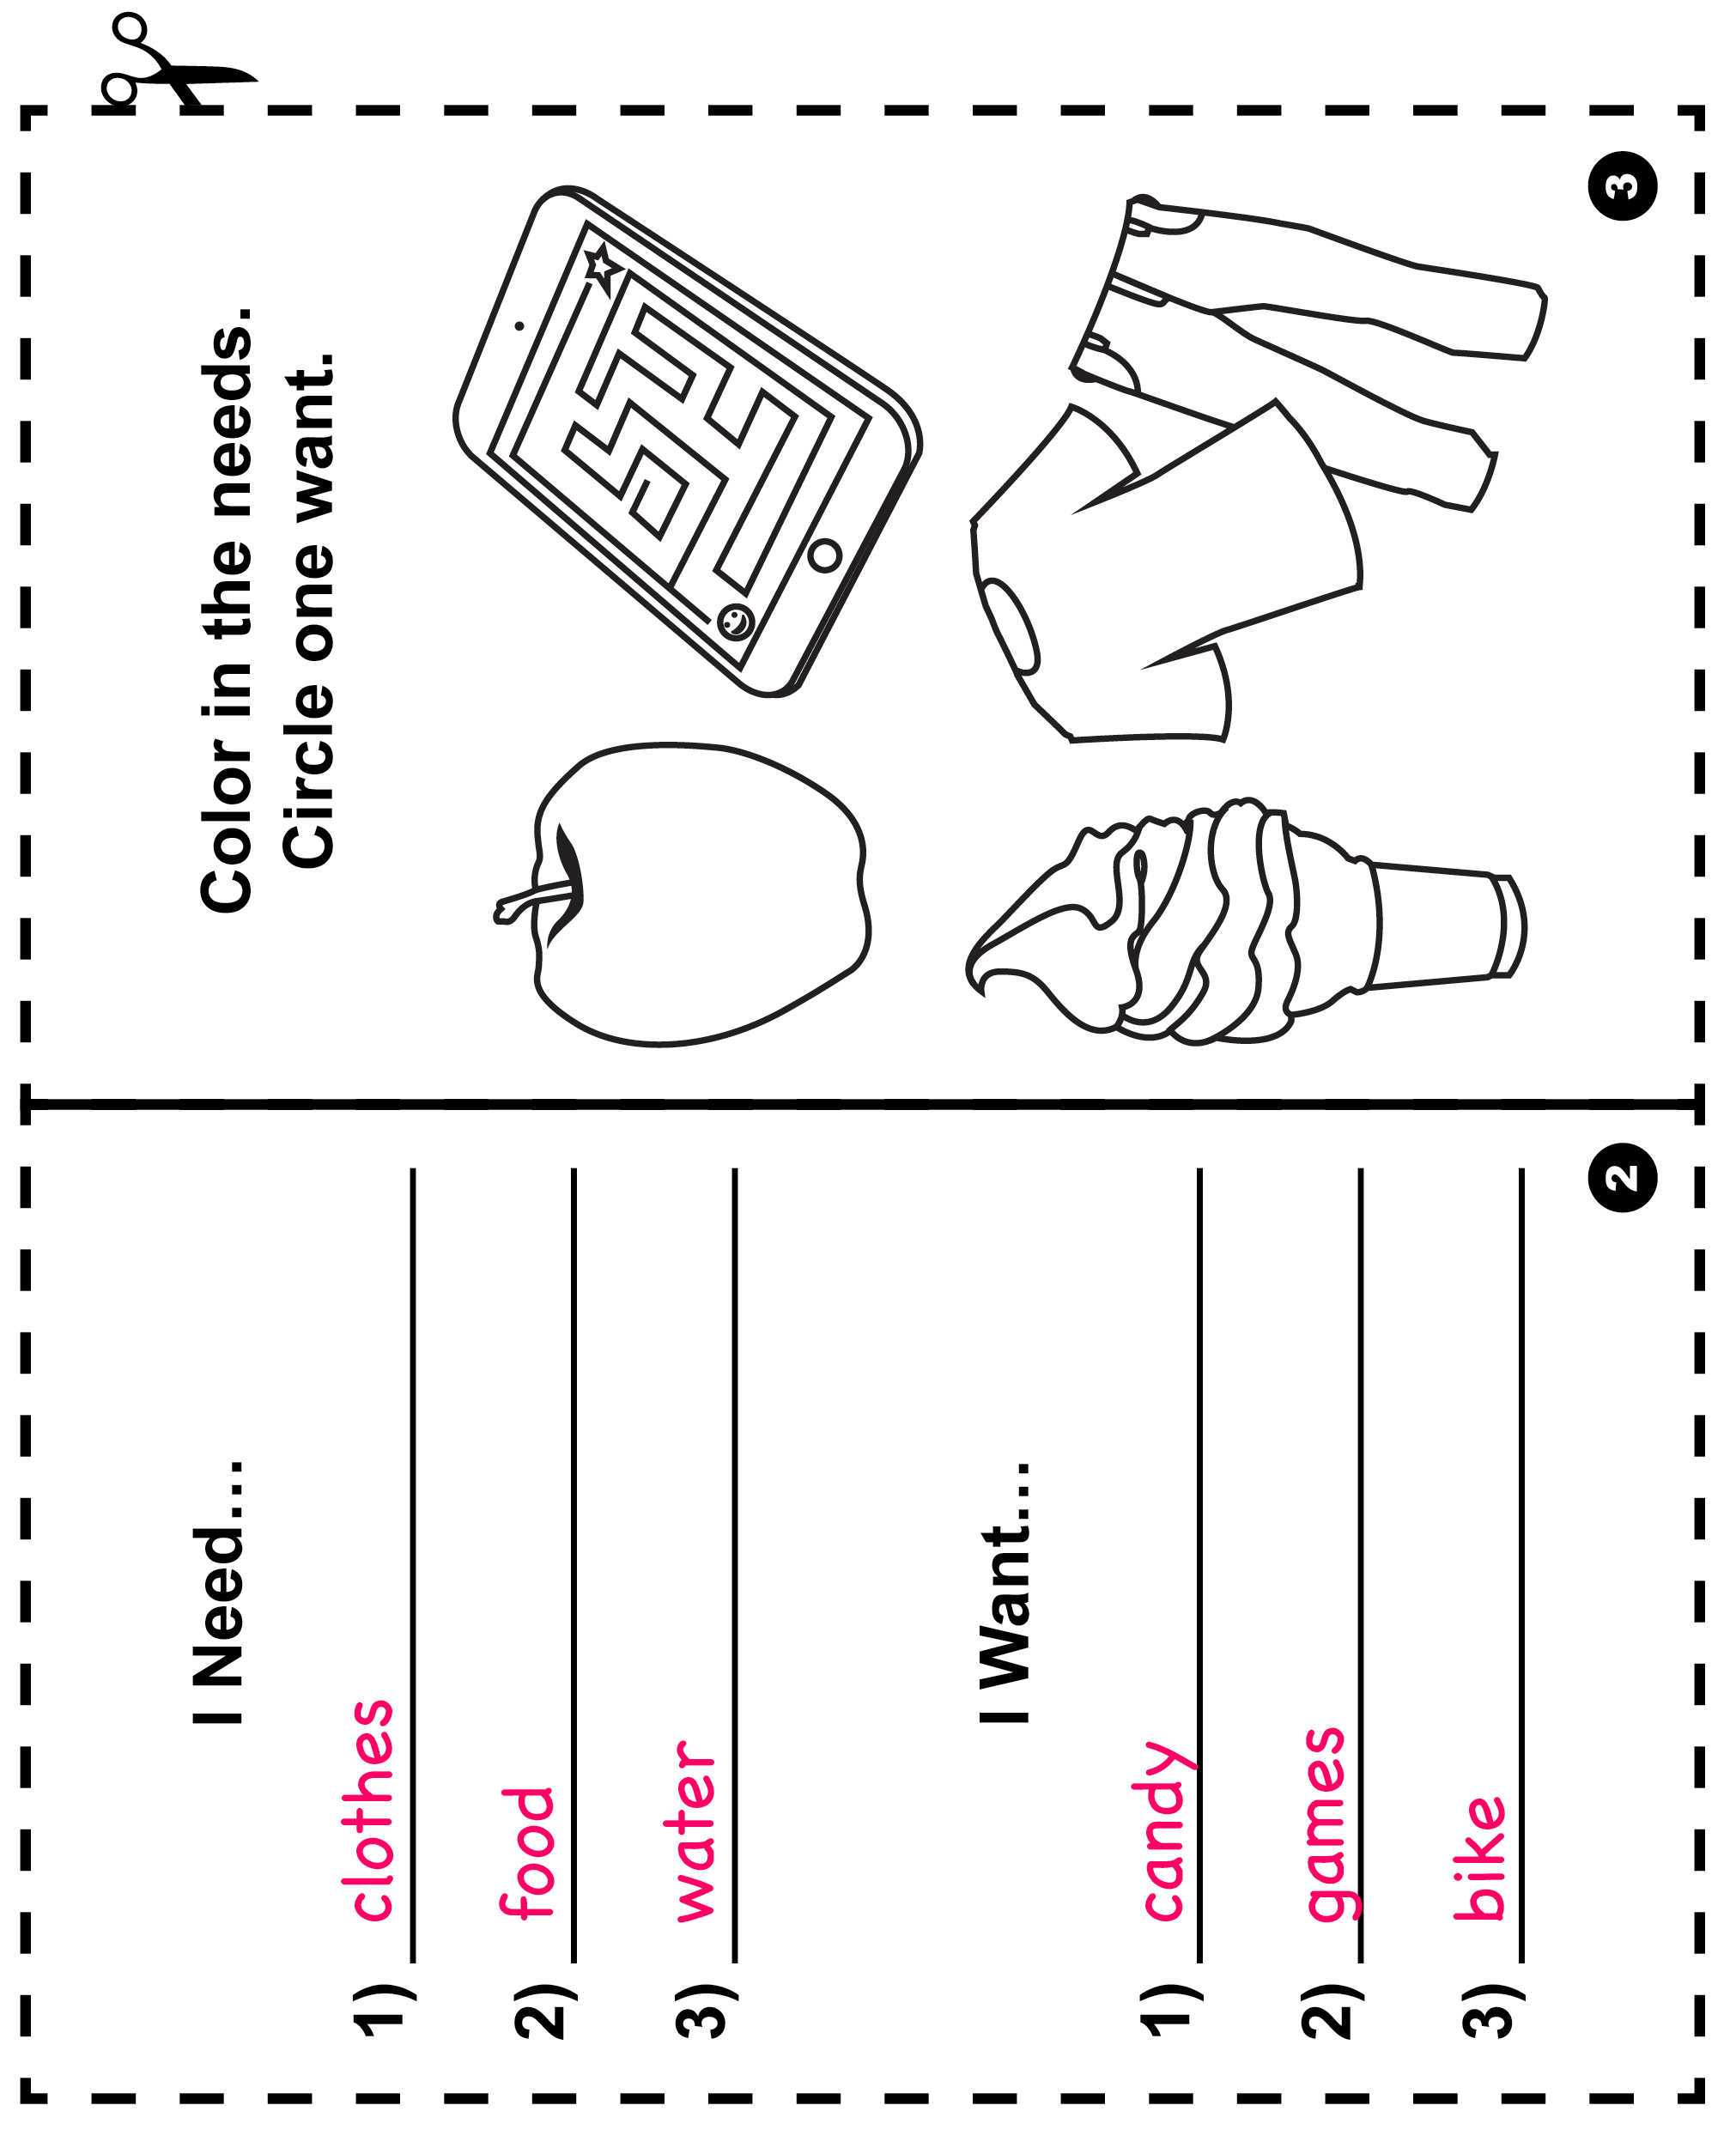 I Need...
1) clothes
2) food
3) water
I Want...
1) candy
2) games
3) bike
2
Color in the needs.
Circle one want.
3